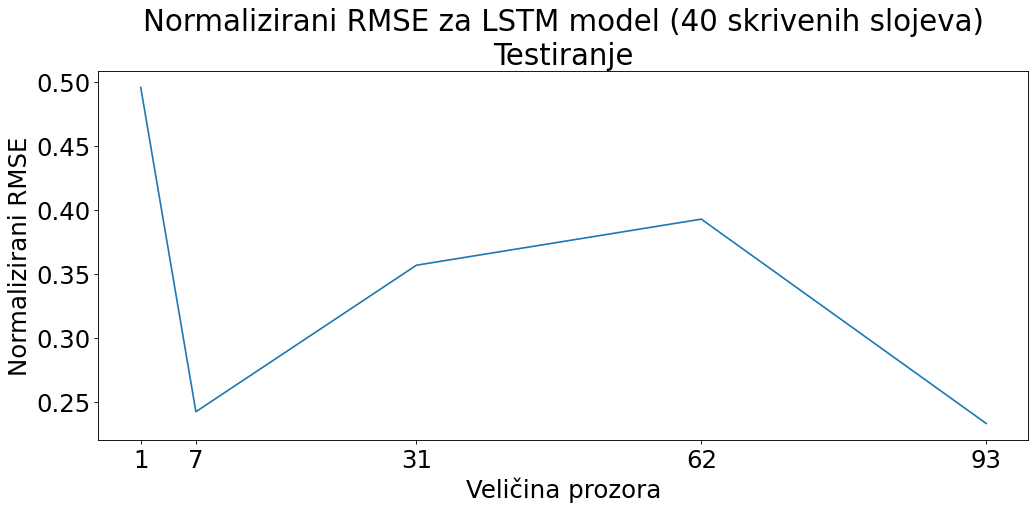 Normalizirani RMSE za LSTM model (40 skrivenih slojeva)
Testiranje
Normalizirani RMSE
0.50
0.45
0.40
0.35
0.30
0.25
1 7 31 62 93
Veličina prozora